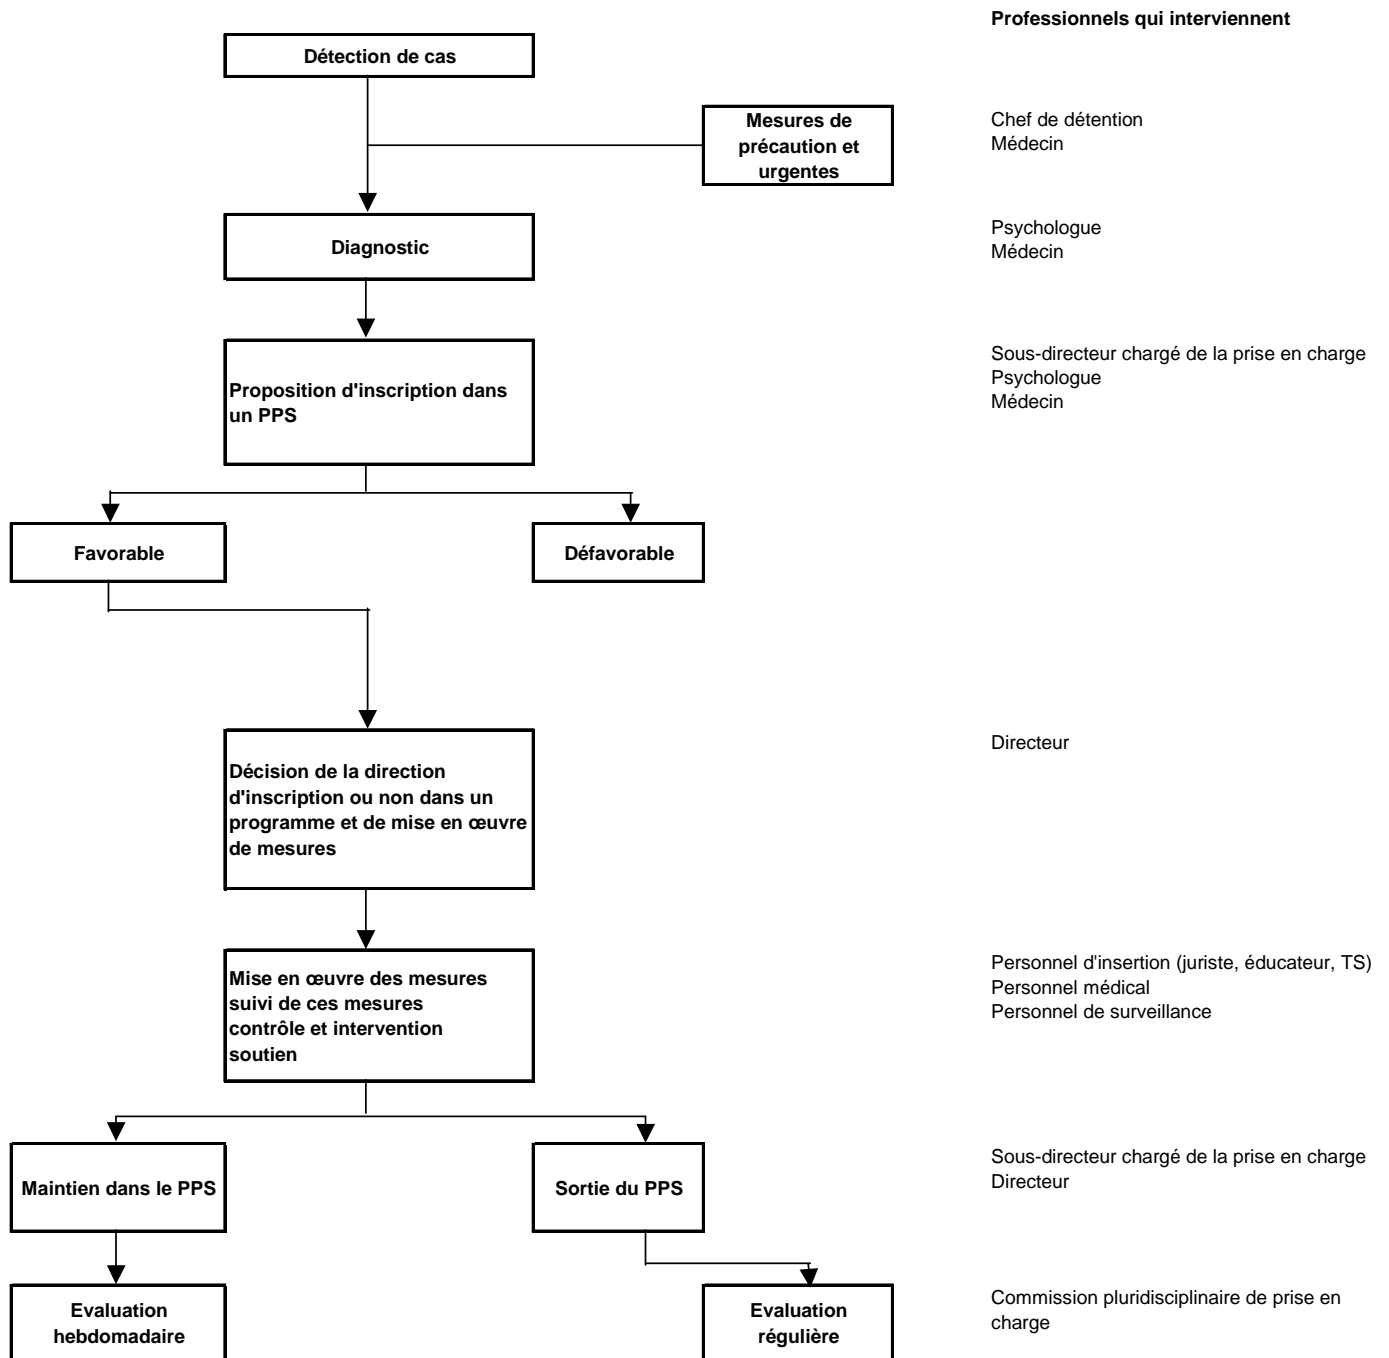 Professionnels qui interviennent
Détection de cas
Mesures de
précaution et
urgentes
Chef de détention
Médecin
Diagnostic
Psychologue
Médecin
Proposition d'inscription dans
un PPS
Sous-directeur chargé de la prise en charge
Psychologue
Médecin
Favorable
Défavorable
Décision de la direction
d'inscription ou non dans un
programme et de mise en œuvre
de mesures
Directeur
Mise en œuvre des mesures
suivi de ces mesures
contrôle et intervention
soutien
Personnel d'insertion (juriste, éducateur, TS)
Personnel médical
Personnel de surveillance
Maintien dans le PPS
Sortie du PPS
Sous-directeur chargé de la prise en charge
Directeur
Evaluation
hebdomadaire
Evaluation
régulière
Commission pluridisciplinaire de prise en
charge